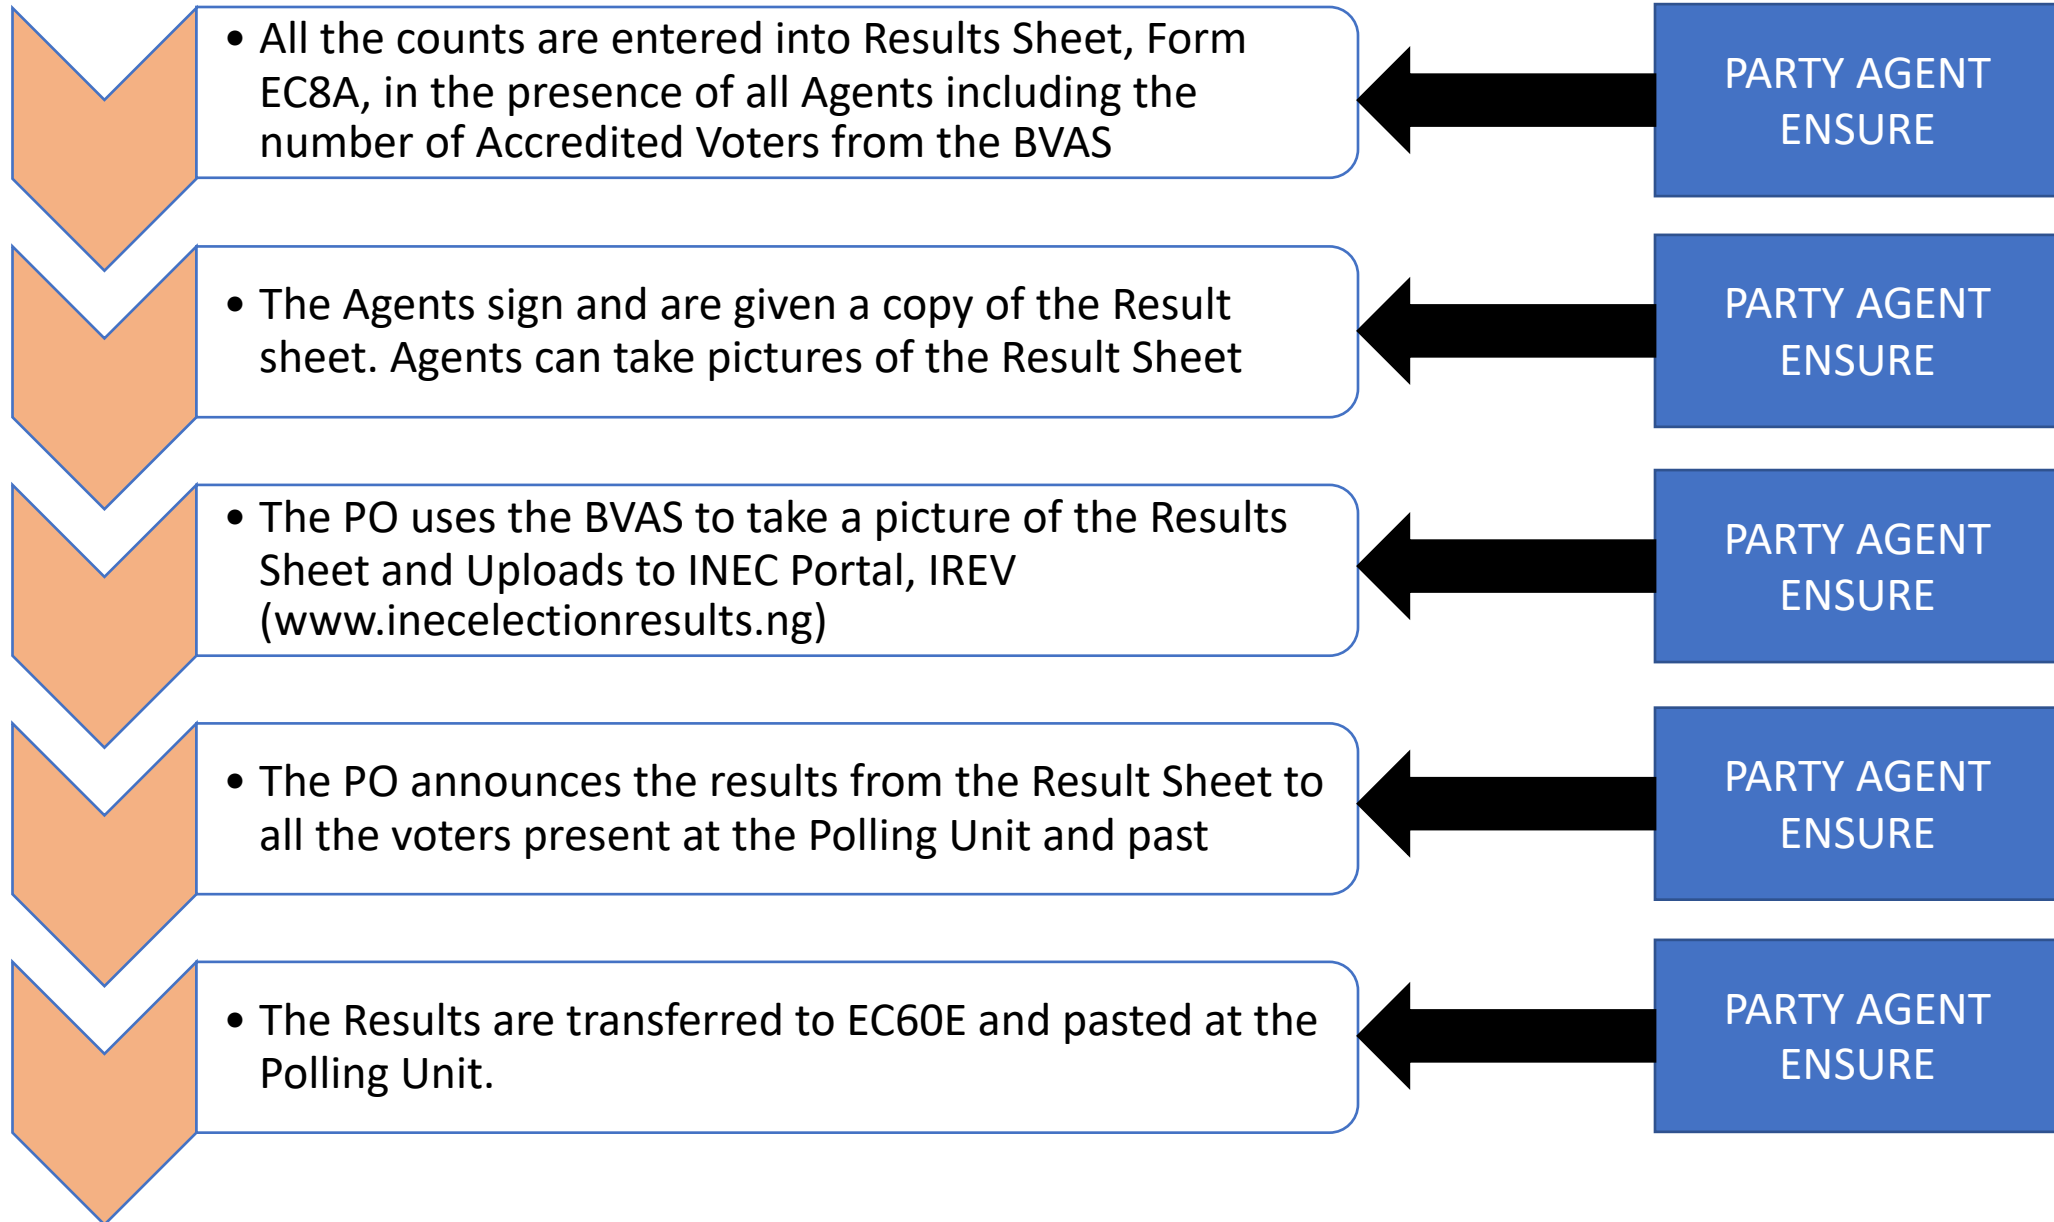 • All the counts are entered into Results Sheet, Form
EC8A, in the presence of all Agents including the
number of Accredited Voters from the BVAS
PARTY AGENT
ENSURE
• The Agents sign and are given a copy of the Result
sheet. Agents can take pictures of the Result Sheet
PARTY AGENT
ENSURE
• The PO uses the BVAS to take a picture of the Results
Sheet and Uploads to INEC Portal, IREV
(www.inecelectionresults.ng)
PARTY AGENT
ENSURE
• The PO announces the results from the Result Sheet to
all the voters present at the Polling Unit and past
PARTY AGENT
ENSURE
• The Results are transferred to EC60E and pasted at the
Polling Unit.
PARTY AGENT
ENSURE